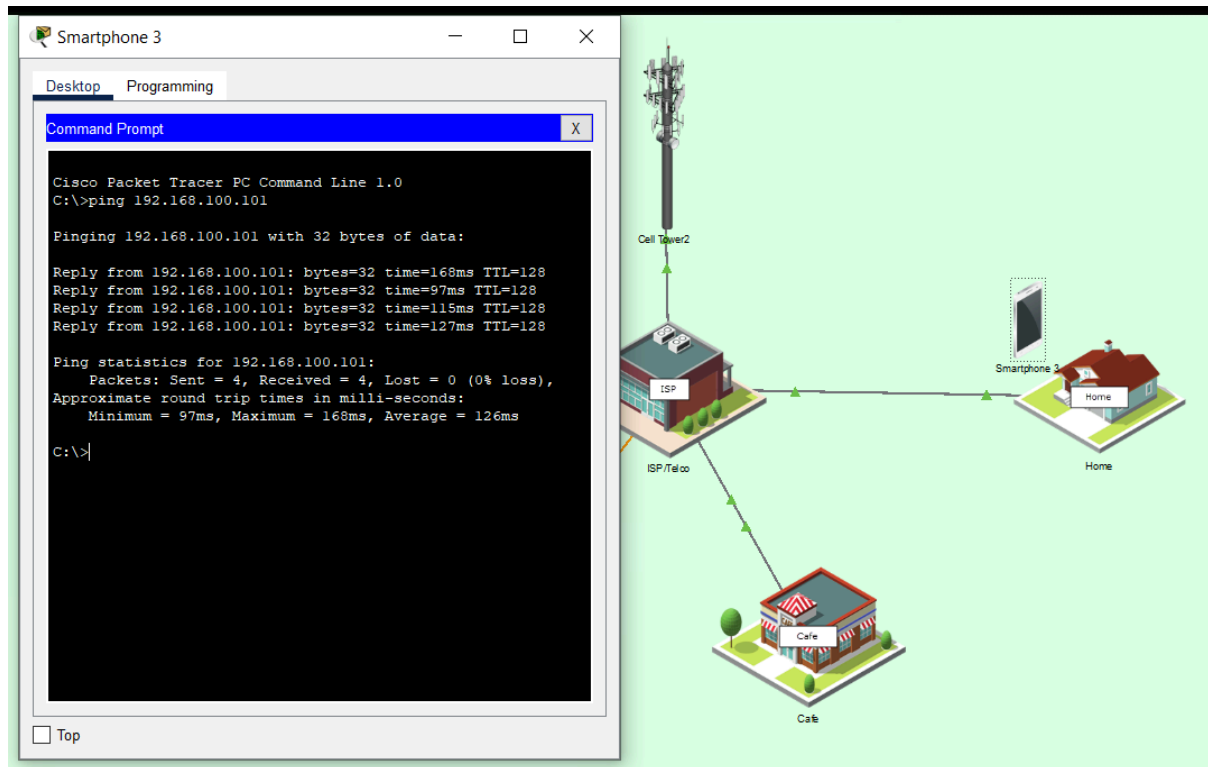 Smartphone 3
Desktop Programming
Command Prompt X
Cisco Packet Tracer PC Command Line 1.0
C:\>ping 192.168.100.101
Pinging 192.168.100.101 with 32 bytes of data:
Reply from 192.168.100.101: bytes=32 time=168ms TTL=128
Reply from 192.168.100.101: bytes=32 time=97ms TTL=128
Reply from 192.168.100.101: bytes=32 time=115ms TTL=128
Reply from 192.168.100.101: bytes=32 time=127ms TTL=128
Ping statistics for 192.168.100.101:
Packets: Sent = 4, Received = 4, Lost = 0 (0% loss),
Approximate round trip times in milli-seconds:
Minimum = 97ms, Maximum = 168ms, Average = 126ms
C:\>
Top
Cell Tower2
Smartphone 3
ISP
Home
ISP/Telco
Home
Cafe
Cafe